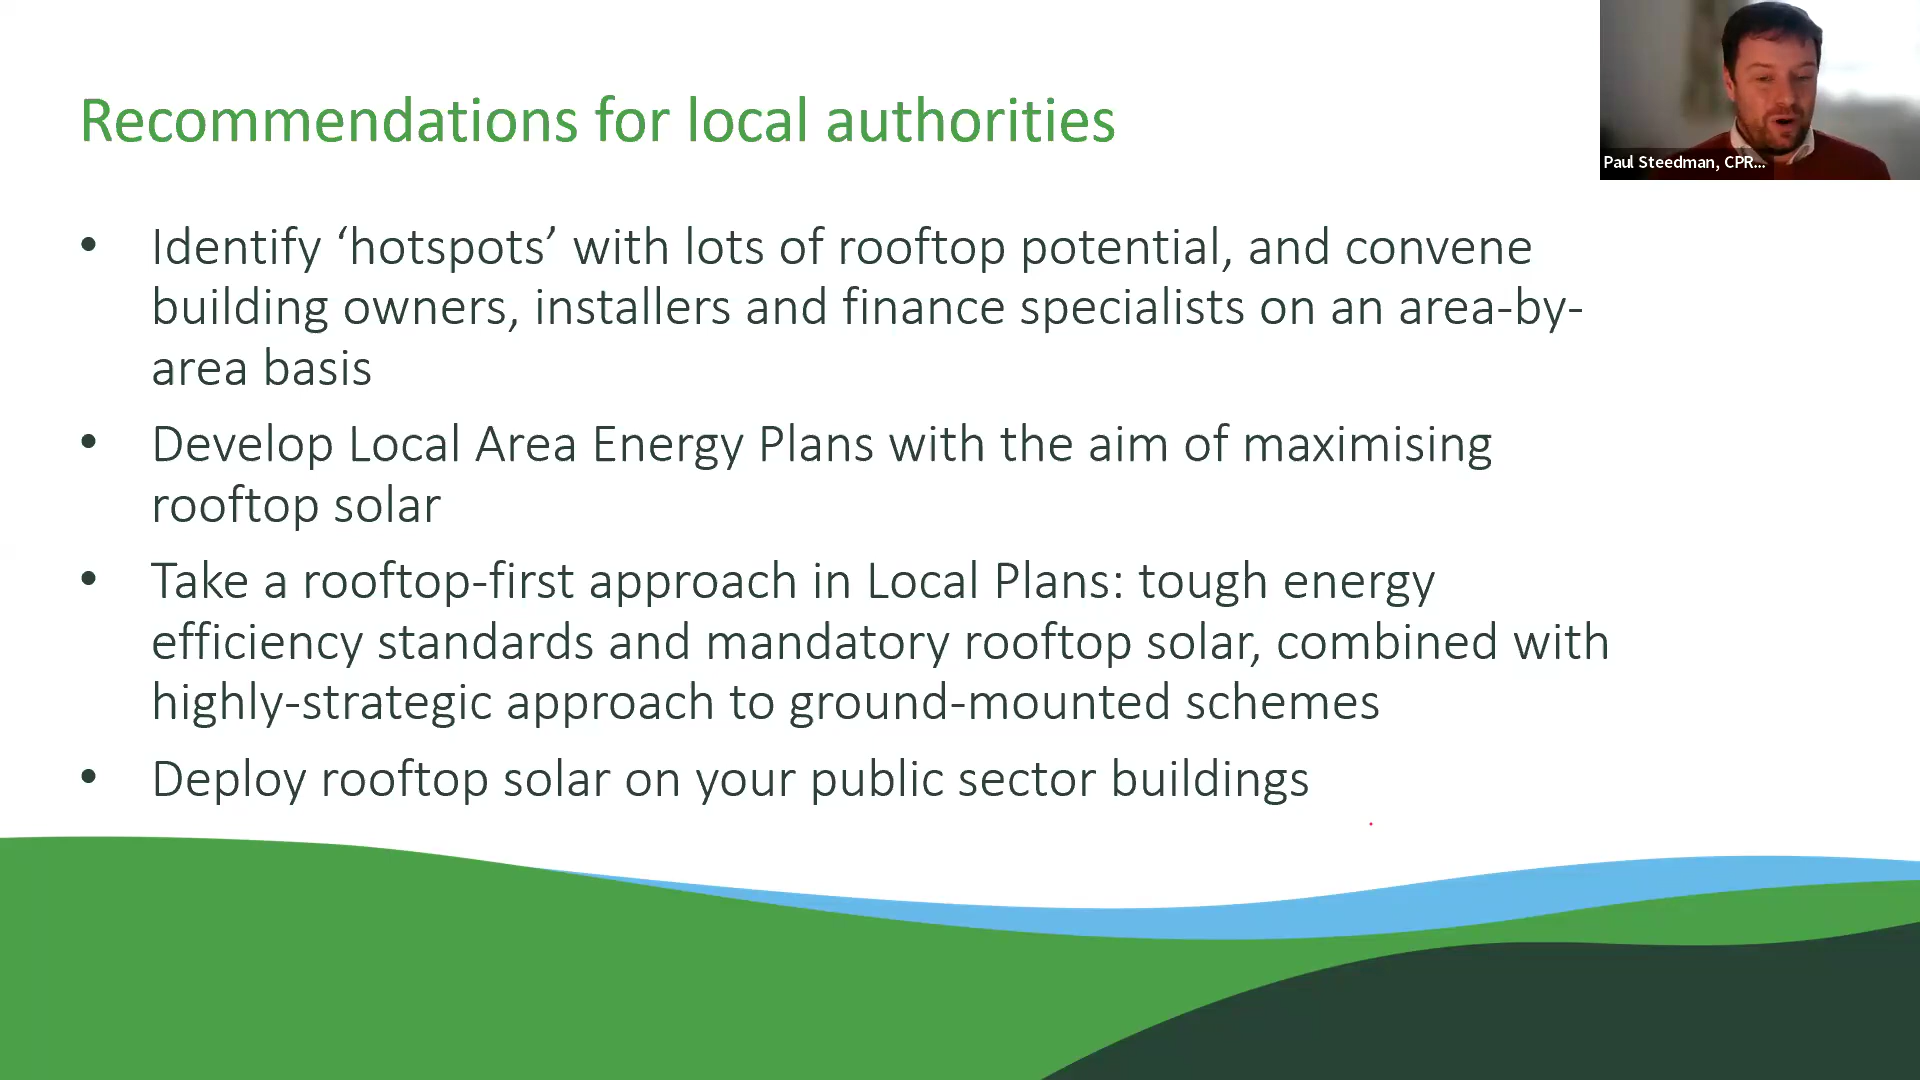 Recommendations for local authorities
Paul Steedman, CPR...
• Identify ‘hotspots’ with lots of rooftop potential, and convene
building owners, installers and finance specialists on an area-by-
area basis
• Develop Local Area Energy Plans with the aim of maximising
rooftop solar
• Take a rooftop-first approach in Local Plans: tough energy
efficiency standards and mandatory rooftop solar, combined with
highly-strategic approach to ground-mounted schemes
• Deploy rooftop solar on your public sector buildings